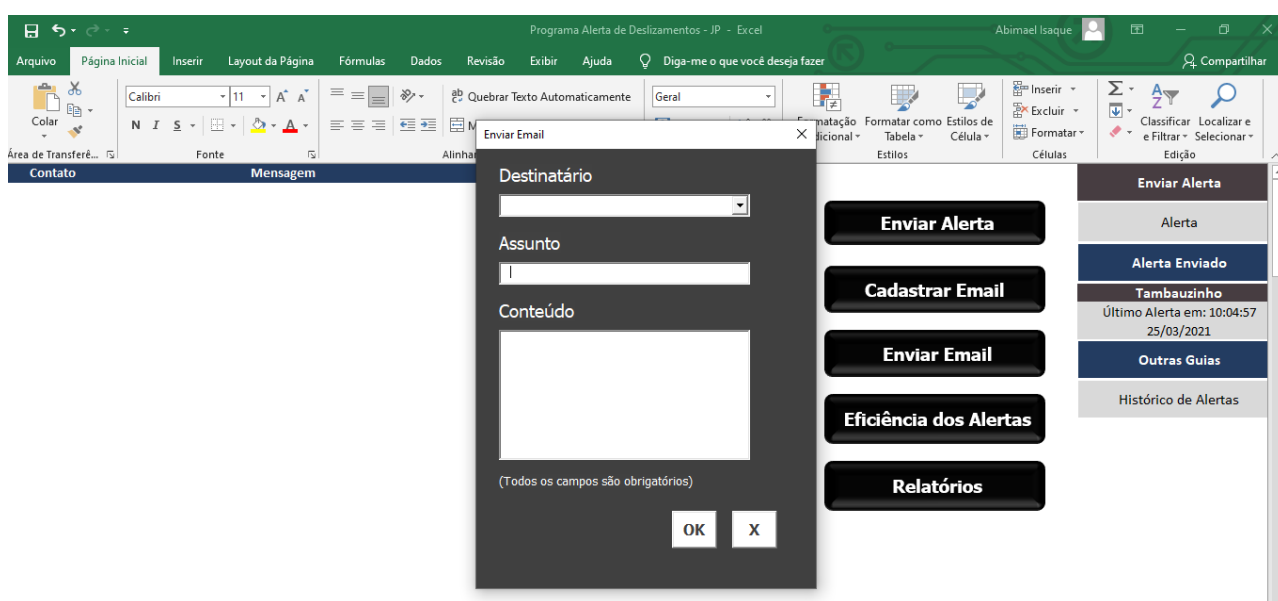 Programa Alerta de Deslizamentos - JP - Excel
Abimael Isaque
Arquivo Página Inicial Inserir Layout da Página Fórmulas Dados Revisão Exibir Ajuda Diga-me o que você deseja fazer Compartilhar
Colar
Calibri 11
N I S
Quebrar Texto Automaticamente
Geral
Formatar como
Tabela
Estilos de
Célula
Inserir
Excluir
Formatar
Classificar
e Filtrar
Localizar e
Selecionar
Área de Transferê... Fonte Estilos Células Edição
Contato Mensagem
Enviar Email
Destinatário
Assunto
Conteúdo
(Todos os campos são obrigatórios)
OK X
Enviar Alerta
Cadastrar Email
Enviar Email
Eficiência dos Alertas
Relatórios
Enviar Alerta
Alerta
Alerta Enviado
Tambauzinho
Último Alerta em: 10:04:57
25/03/2021
Outras Guias
Histórico de Alertas